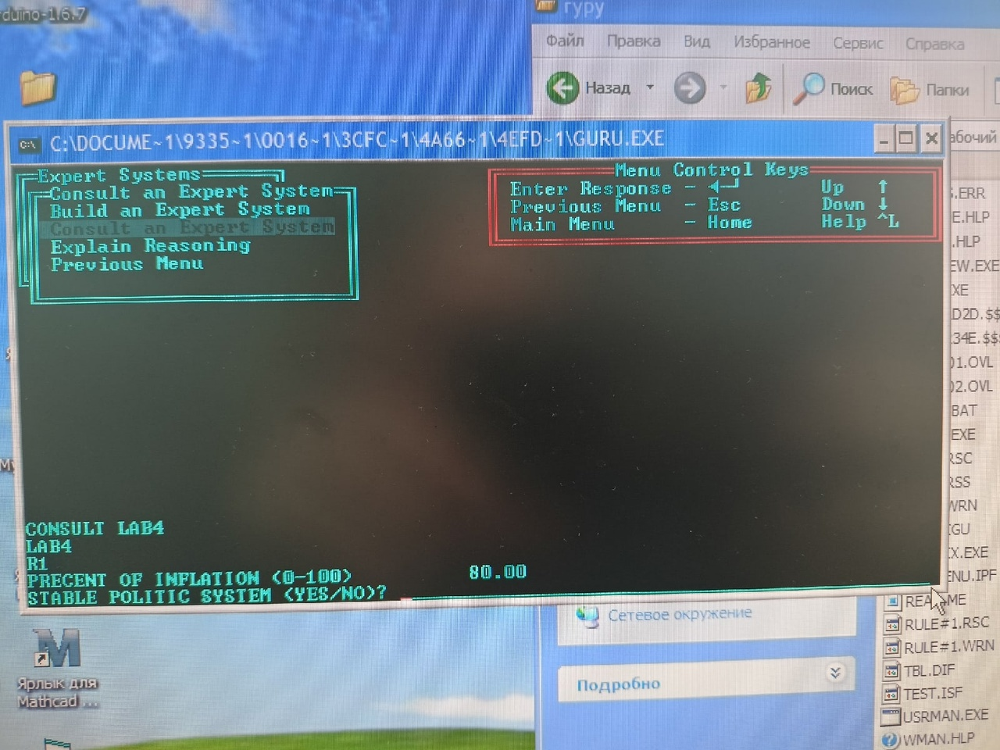 duino-1.6.7
гуру
Файл Правка Вид Избранное Сервис Справка
Назад Поиск Папки
C:\DOCUME~1\9335~1\0016~1\3CFC~1\4A66~1\4EFD~1\GURU.EXE
абочий
Expert Systems
Consult an Expert System
Build an Expert System
Consult an Expert System
Explain Reasoning
Previous Menu
Menu Control Keys
Enter Response - ←┘ Up ↑
Previous Menu - Esc Down ↓
Main Menu - Home Help ^L
.ERR
E.HLP
.HLP
EW.EXE
XE
D2D.$$
34E.$$$
01.OVL
02.OVL
BAT
EXE
RSC
RSS
WRN
GU
X.EXE
ENU.IPF
CONSULT LAB4
LAB4
R1
PRECENT OF INFLATION (0-100) 80.00
STABLE POLITIC SYSTEM (YES/NO)?
README
RULE#1.RSC
RULE#1.WRN
TBL.DIF
TEST.ISF
USRMAN.EXE
WMAN.HLP
Сетевое окружение
Подробно
Ярлык для
Mathcad ...